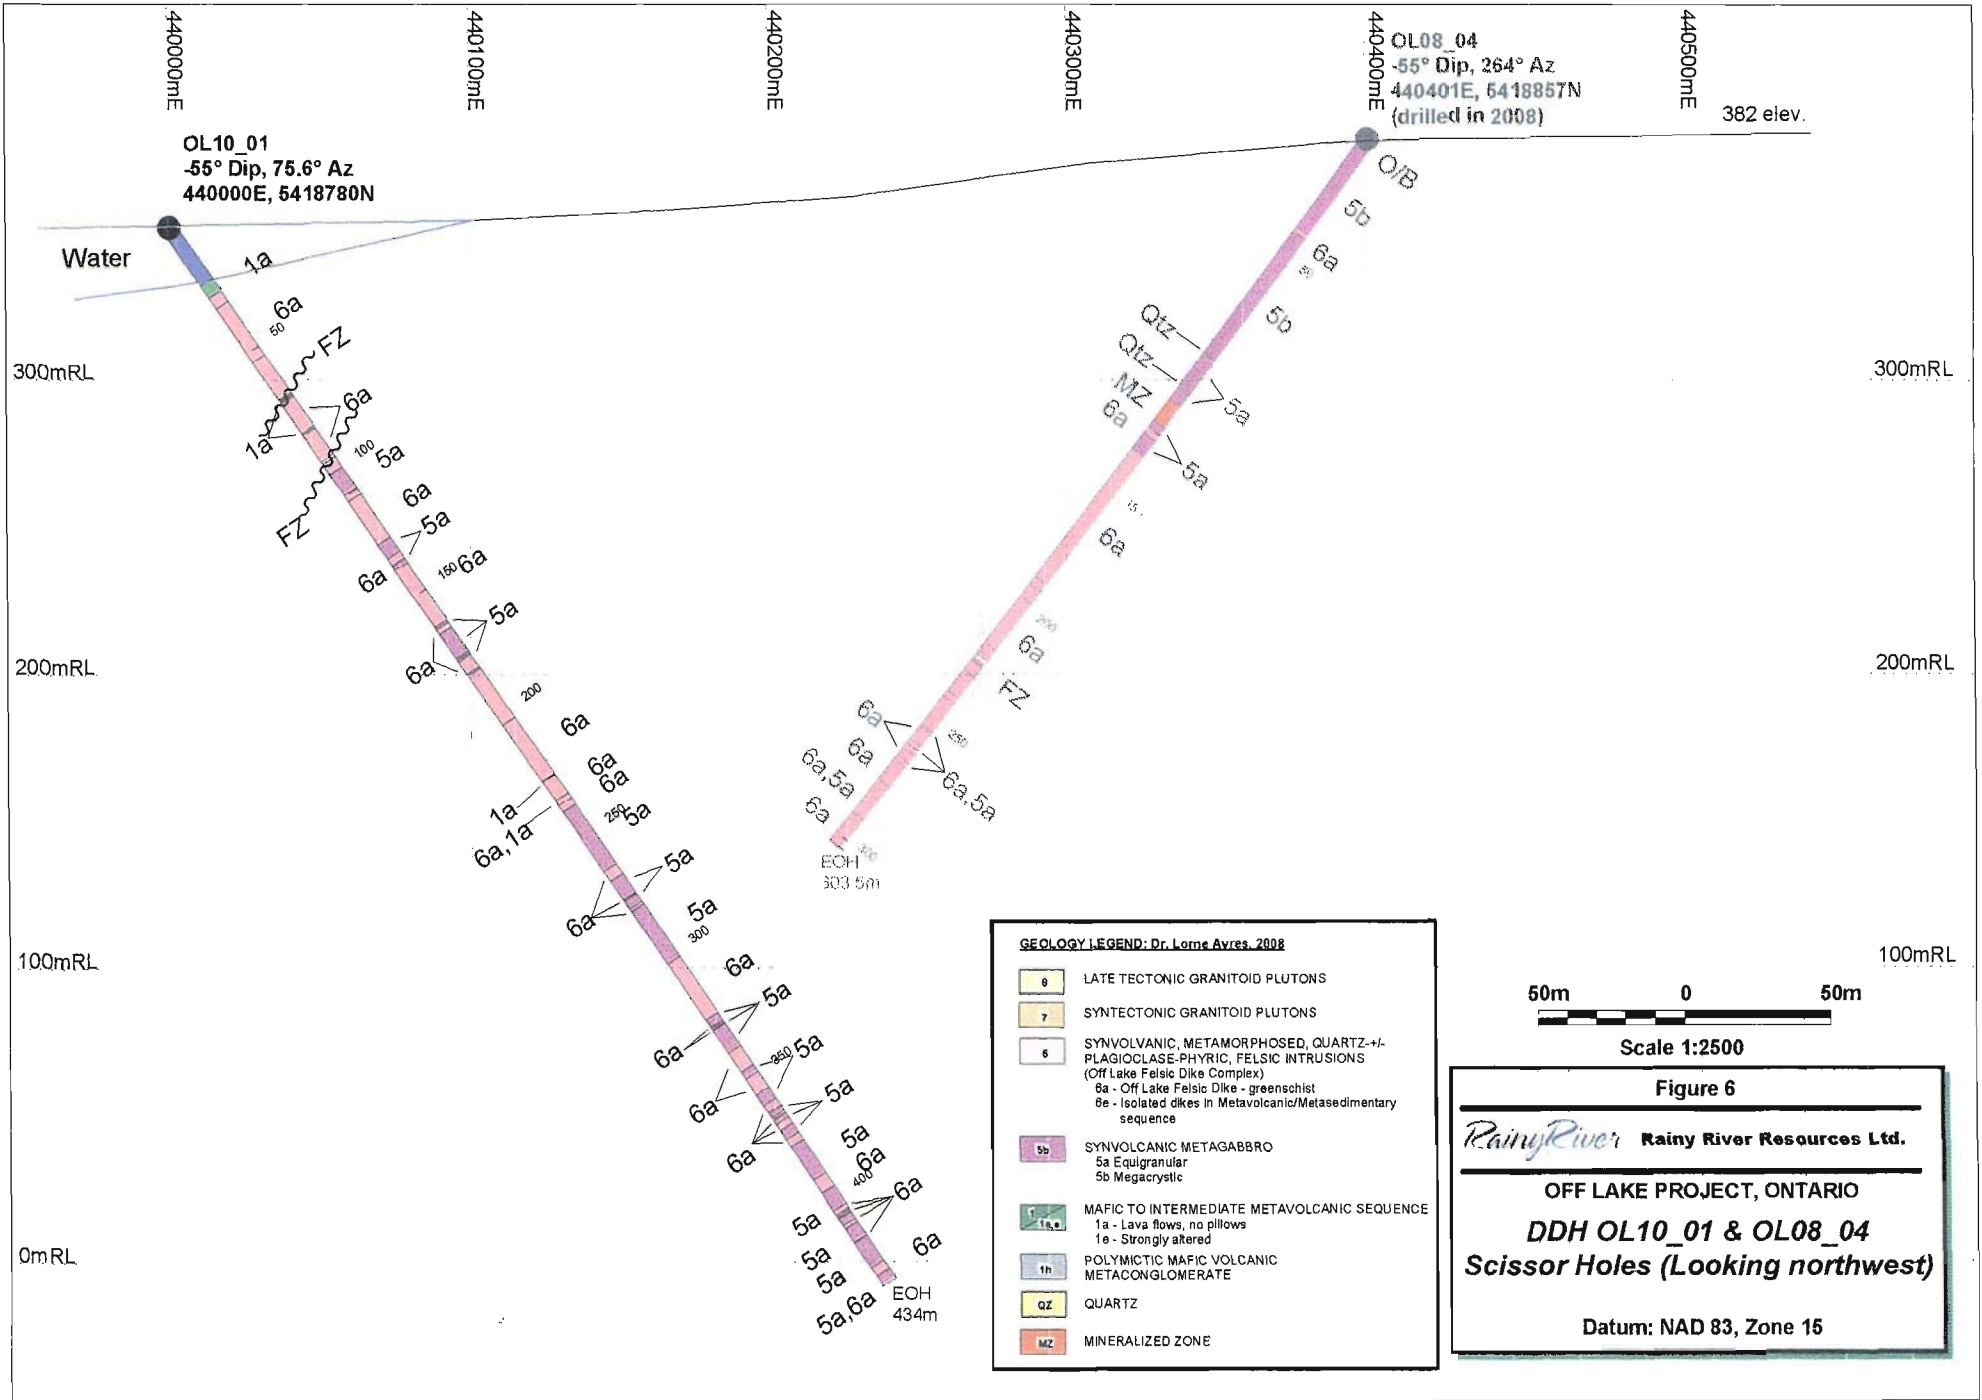 440000mE
440100mE
440200mE
440300mE
440400mE
440500mE
OL08_04
-55° Dip, 264° Az
440401E, 5418857N
(drilled in 2008)
382 elev.
OL10_01
-55° Dip, 75.6° Az
440000E, 5418780N
Water
1a
6a
50
FZ
300mRL
6a
1a
100
5a
FZ
6a
5a
150
6a
6a
5a
6a
200mRL
200
6a
6a
6a
1a
250
5a
6a,1a
5a
6a
5a
300
100mRL
6a
5a
6a
350
5a
6a
5a
6a
5a
6a
400
6a
5a
6a
0mRL
5a
5a
5a,6a
EOH
434m
O/B
5b
6a
50
5b
Qtz
Qtz
MZ
6a
5a
300mRL
5a
6a
200
6a
FZ
200mRL
6a
250
6a
6a,5a
6a,5a
6a
300
EOH
303.5m
100mRL
GEOLOGY LEGEND: Dr. Lorne Ayres, 2008
8 LATE TECTONIC GRANITOID PLUTONS
7 SYNTECTONIC GRANITOID PLUTONS
6 SYNVOLVANIC, METAMORPHOSED, QUARTZ-+/-
PLAGIOCLASE-PHYRIC, FELSIC INTRUSIONS
(Off Lake Felsic Dike Complex)
6a - Off Lake Felsic Dike - greenschist
6e - Isolated dikes in Metavolcanic/Metasedimentary
sequence
5b SYNVOLCANIC METAGABBRO
5a Equigranular
5b Megacrystic
1 1a,e MAFIC TO INTERMEDIATE METAVOLCANIC SEQUENCE
1a - Lava flows, no pillows
1e - Strongly altered
1h POLYMICTIC MAFIC VOLCANIC
METACONGLOMERATE
QZ QUARTZ
MZ MINERALIZED ZONE
50m 0 50m
Scale 1:2500
Figure 6
RainyRiver Rainy River Resources Ltd.
OFF LAKE PROJECT, ONTARIO
DDH OL10_01 & OL08_04
Scissor Holes (Looking northwest)
Datum: NAD 83, Zone 15